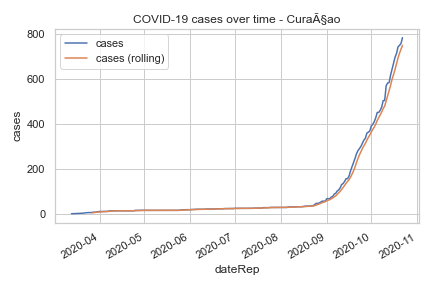 COVID-19 cases over time - CuraÃ§ao
cases
cases (rolling)
800
600
400
200
0
cases
2020-04
2020-05
2020-06
2020-07
2020-08
2020-09
2020-10
2020-11
dateRep